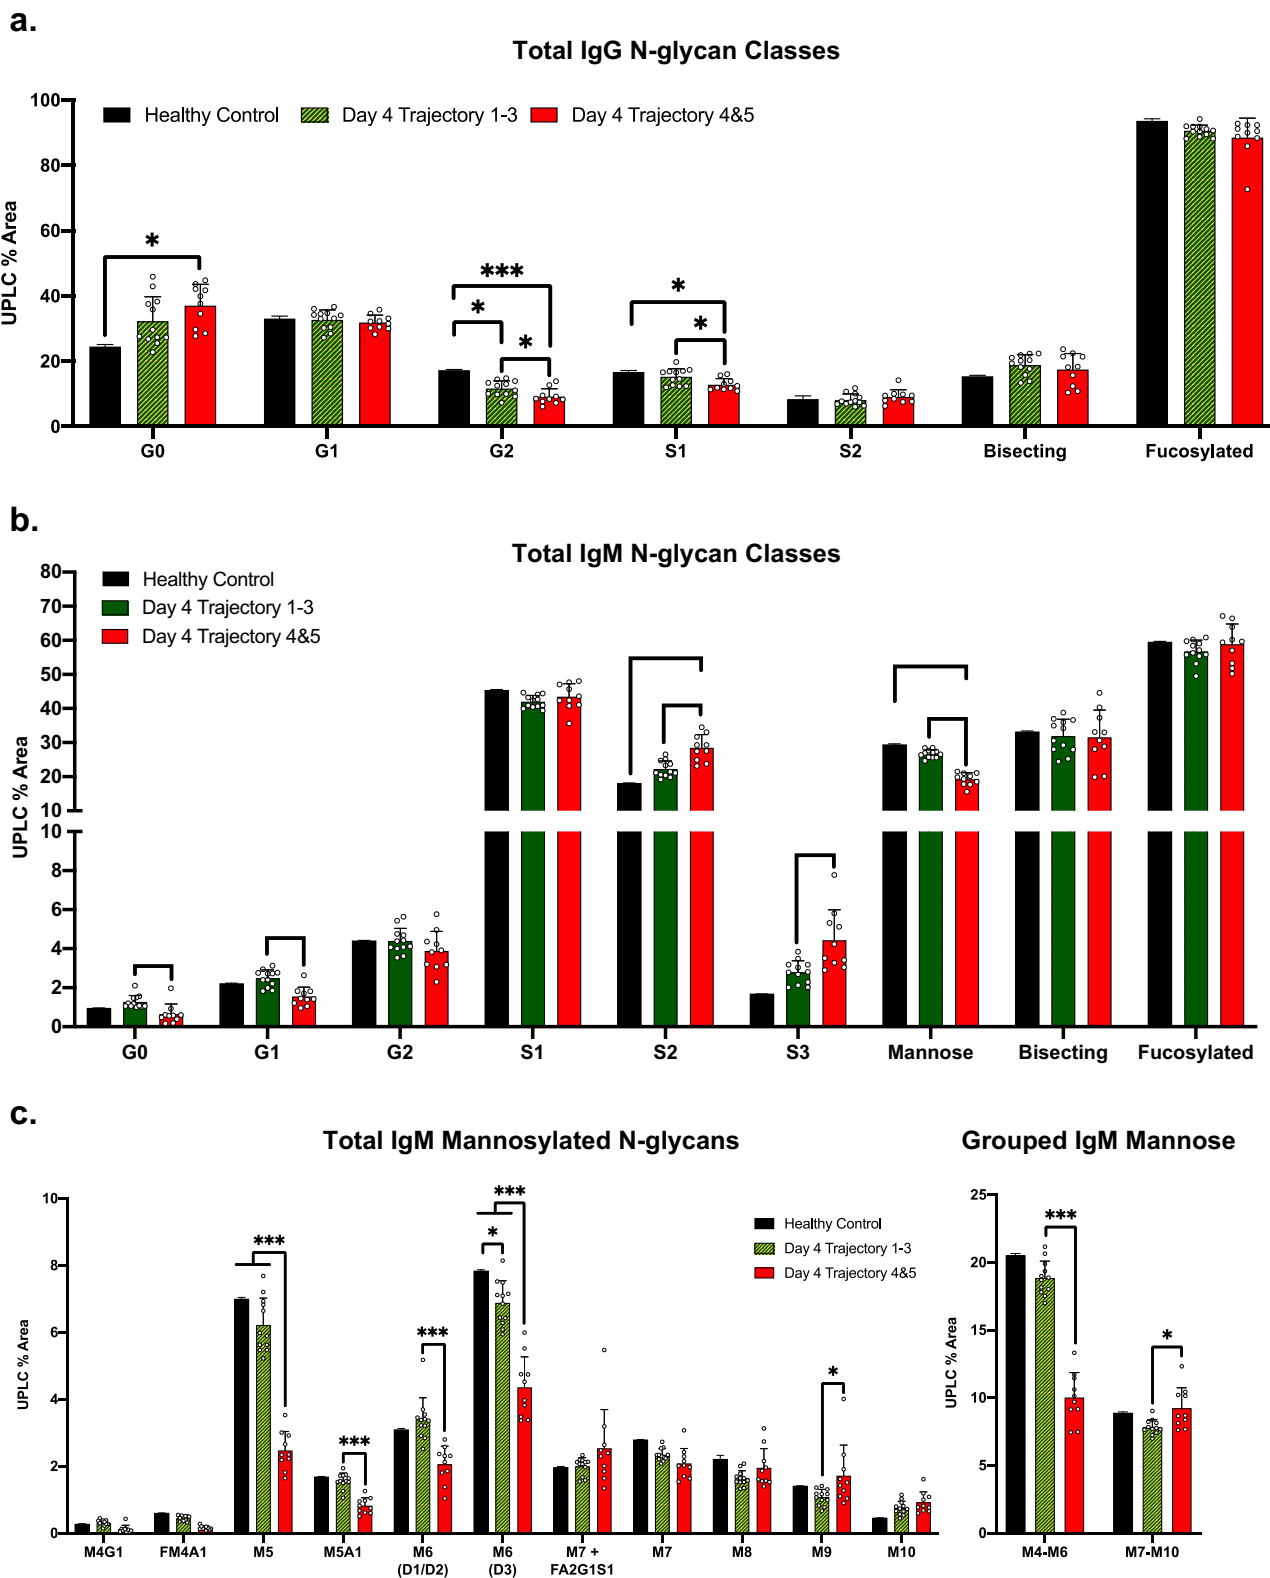 a.
Total IgG N-glycan Classes
Healthy Control
Day 4 Trajectory 1-3
Day 4 Trajectory 4&5
UPLC % Area
100
80
60
40
20
0
*
***
*
*
*
*
G0
G1
G2
S1
S2
Bisecting
Fucosylated
b.
Total IgM N-glycan Classes
Healthy Control
Day 4 Trajectory 1-3
Day 4 Trajectory 4&5
UPLC % Area
80
70
60
50
40
30
20
10
10
8
6
4
2
0
G0
G1
G2
S1
S2
S3
Mannose
Bisecting
Fucosylated
c.
Total IgM Mannosylated N-glycans
Healthy Control
Day 4 Trajectory 1-3
Day 4 Trajectory 4&5
UPLC % Area
10
8
6
4
2
0
***
***
***
***
*
*
M4G1
FM4A1
M5
M5A1
M6
(D1/D2)
M6
(D3)
M7 +
FA2G1S1
M7
M8
M9
M10
Grouped IgM Mannose
UPLC % Area
25
20
15
10
5
0
***
*
M4-M6
M7-M10